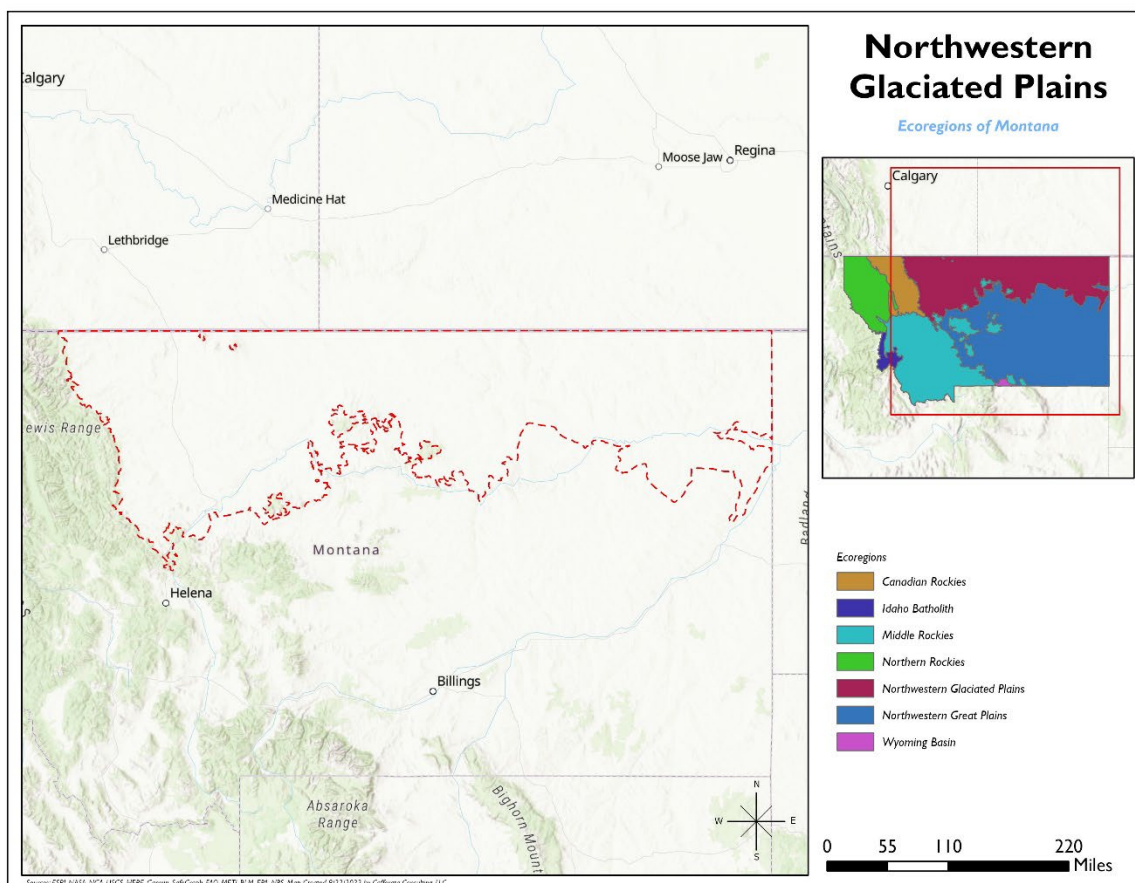 Northwestern
Glaciated Plains
Ecoregions of Montana
Calgary
Moose Jaw
Regina
Medicine Hat
Lethbridge
Lewis Range
Montana
Helena
Billings
Absaroka
Range
Bighorn Mount
Badland
N
W
E
S
Calgary
tains
Ecoregions
Canadian Rockies
Idaho Batholith
Middle Rockies
Northern Rockies
Northwestern Glaciated Plains
Northwestern Great Plains
Wyoming Basin
0 55 110 220
Miles